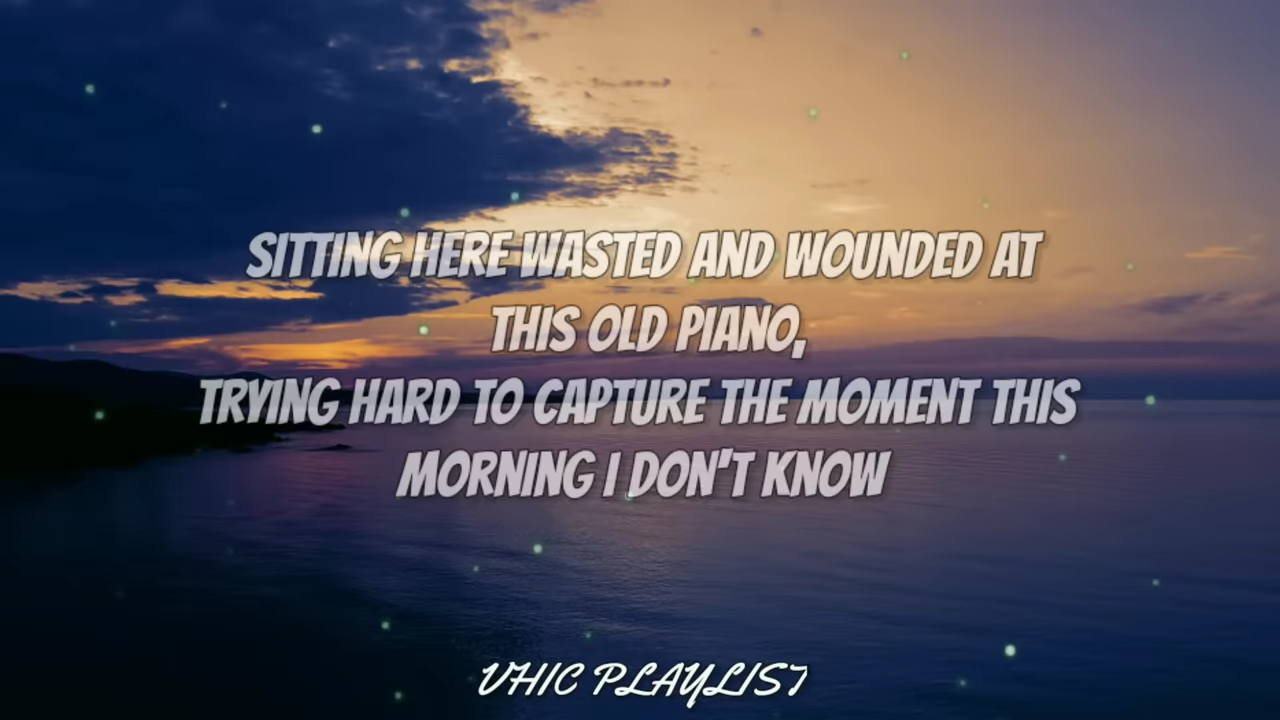 SITTING HERE WASTED AND WOUNDED AT
THIS OLD PIANO,
TRYING HARD TO CAPTURE THE MOMENT THIS
MORNING I DON'T KNOW
VHIC PLAYLIST